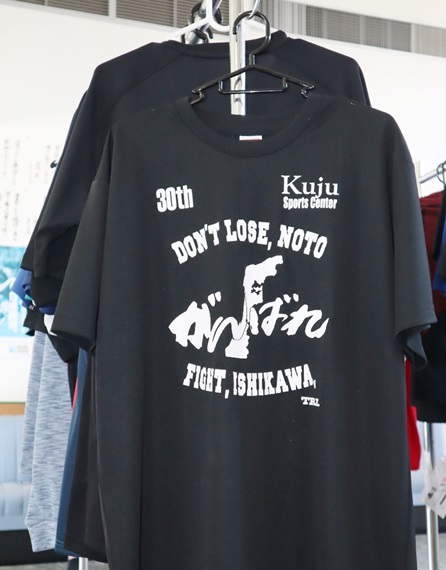 30th
Kuju
Sports Center
DON'T LOSE, NOTO
がんばれ
FIGHT, ISHIKAWA,